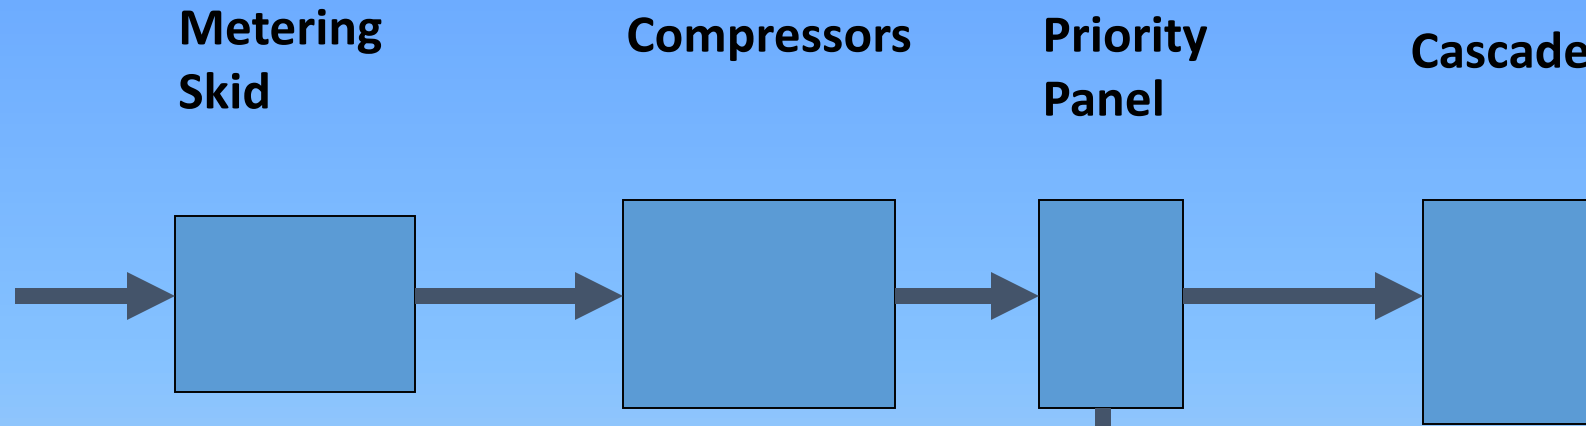 Metering
Skid
Compressors
Priority
Panel
Cascade